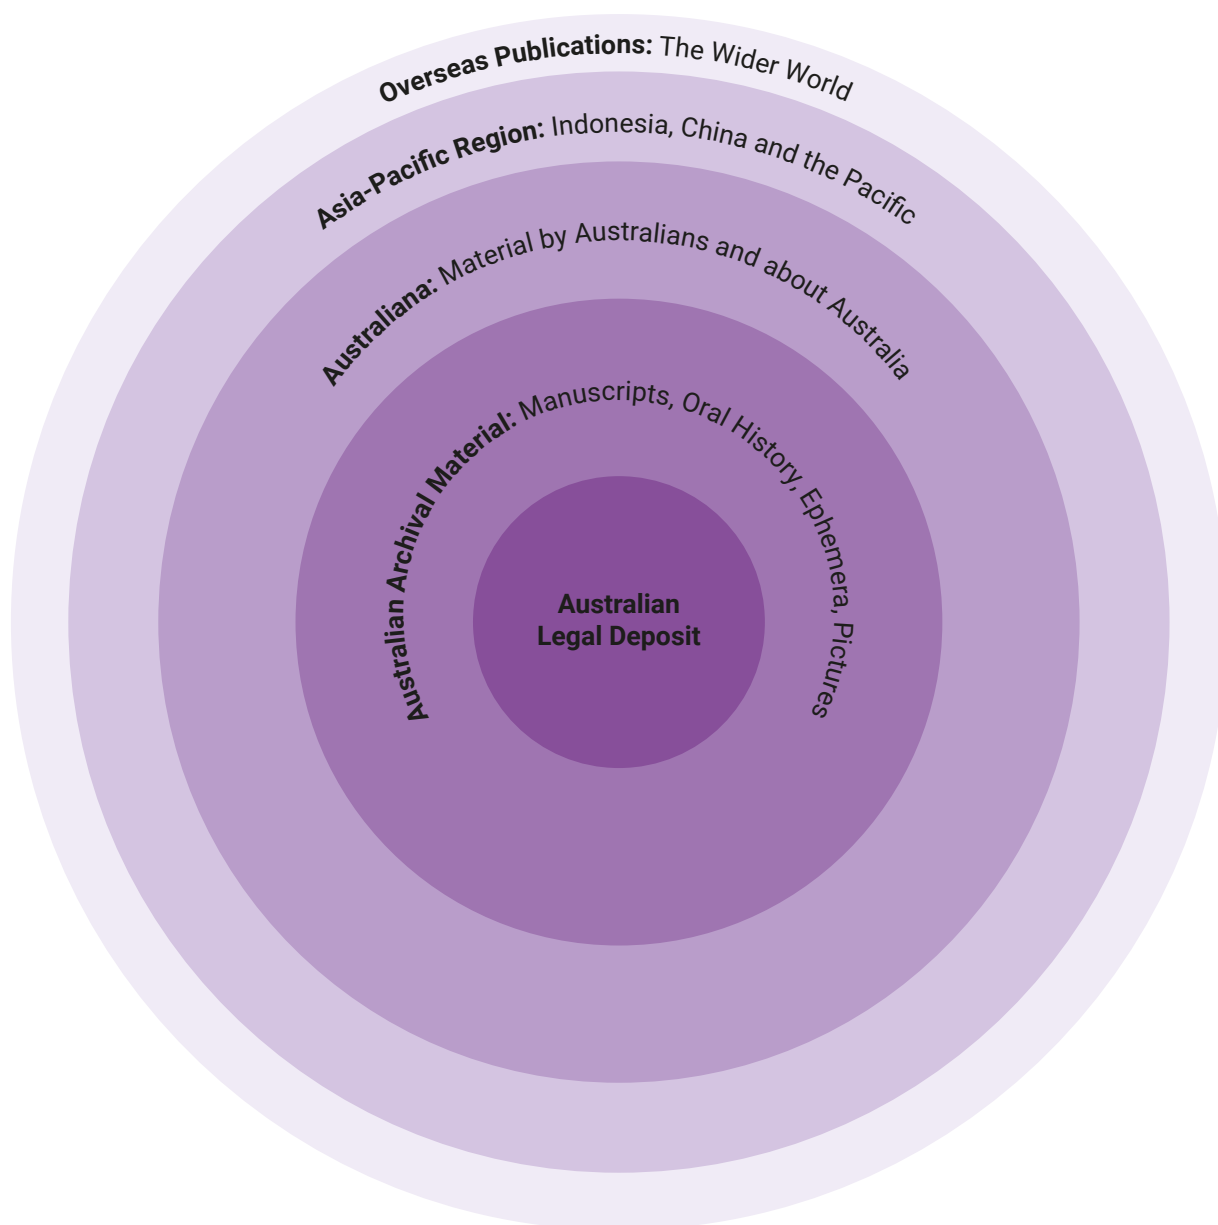 Overseas Publications: The Wider World
Asia-Pacific Region: Indonesia, China and the Pacific
Australiana: Material by Australians and about Australia
Australian Archival Material: Manuscripts, Oral History, Ephemera, Pictures
Australian
Legal Deposit